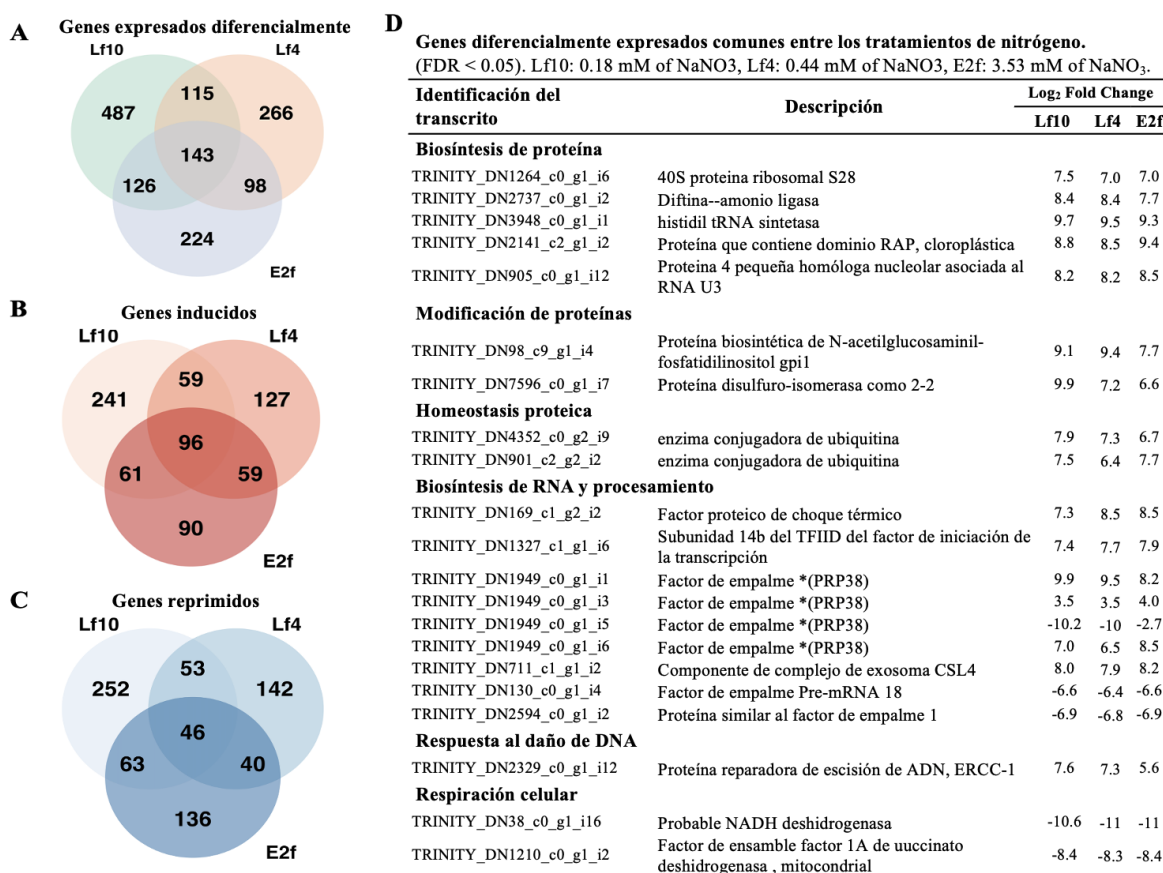 A
Genes expresados diferencialmente
Lf10
Lf4
487
115
266
143
126
98
224
E2f
B
Genes inducidos
Lf10
Lf4
241
59
127
96
61
59
90
E2f
C
Genes reprimidos
Lf10
Lf4
252
53
142
46
63
40
136
E2f
D
Genes diferencialmente expresados comunes entre los tratamientos de nitrógeno.
(FDR < 0.05). Lf10: 0.18 mM of NaNO3, Lf4: 0.44 mM of NaNO3, E2f: 3.53 mM of NaNO₃.
Identificación del transcrito Descripción Log₂ Fold Change
Lf10 Lf4 E2f
Biosíntesis de proteína
TRINITY_DN1264_c0_g1_i6 40S proteina ribosomal S28 7.5 7.0 7.0
TRINITY_DN2737_c0_g1_i2 Diftina--amonio ligasa 8.4 8.4 7.7
TRINITY_DN3948_c0_g1_i1 histidil tRNA sintetasa 9.7 9.5 9.3
TRINITY_DN2141_c2_g1_i2 Proteína que contiene dominio RAP, cloroplástica 8.8 8.5 9.4
Proteina 4 pequeña homóloga nucleolar asociada al
TRINITY_DN905_c0_g1_i12 RNA U3 8.2 8.2 8.5
Modificación de proteínas
Proteína biosintética de N-acetilglucosaminil-
TRINITY_DN98_c9_g1_i4 fosfatidilinositol gpi1 9.1 9.4 7.7
TRINITY_DN7596_c0_g1_i7 Proteína disulfuro-isomerasa como 2-2 9.9 7.2 6.6
Homeostasis proteica
TRINITY_DN4352_c0_g2_i9 enzima conjugadora de ubiquitina 7.9 7.3 6.7
TRINITY_DN901_c2_g2_i2 enzima conjugadora de ubiquitina 7.5 6.4 7.7
Biosíntesis de RNA y procesamiento
TRINITY_DN169_c1_g2_i2 Factor proteico de choque térmico 7.3 8.5 8.5
Subunidad 14b del TFIID del factor de iniciación de
TRINITY_DN1327_c1_g1_i6 la transcripción 7.4 7.7 7.9
TRINITY_DN1949_c0_g1_i1 Factor de empalme *(PRP38) 9.9 9.5 8.2
TRINITY_DN1949_c0_g1_i3 Factor de empalme *(PRP38) 3.5 3.5 4.0
TRINITY_DN1949_c0_g1_i5 Factor de empalme *(PRP38) -10.2 -10 -2.7
TRINITY_DN1949_c0_g1_i6 Factor de empalme *(PRP38) 7.0 6.5 8.5
TRINITY_DN711_c1_g1_i2 Componente de complejo de exosoma CSL4 8.0 7.9 8.2
TRINITY_DN130_c0_g1_i4 Factor de empalme Pre-mRNA 18 -6.6 -6.4 -6.6
TRINITY_DN2594_c0_g1_i2 Proteína similar al factor de empalme 1 -6.9 -6.8 -6.9
Respuesta al daño de DNA
TRINITY_DN2329_c0_g1_i12 Proteína reparadora de escisión de ADN, ERCC-1 7.6 7.3 5.6
Respiración celular
TRINITY_DN38_c0_g1_i16 Probable NADH deshidrogenasa -10.6 -11 -11
Factor de ensamble factor 1A de uuccinato
TRINITY_DN1210_c0_g1_i2 deshidrogenasa , mitocondrial -8.4 -8.3 -8.4